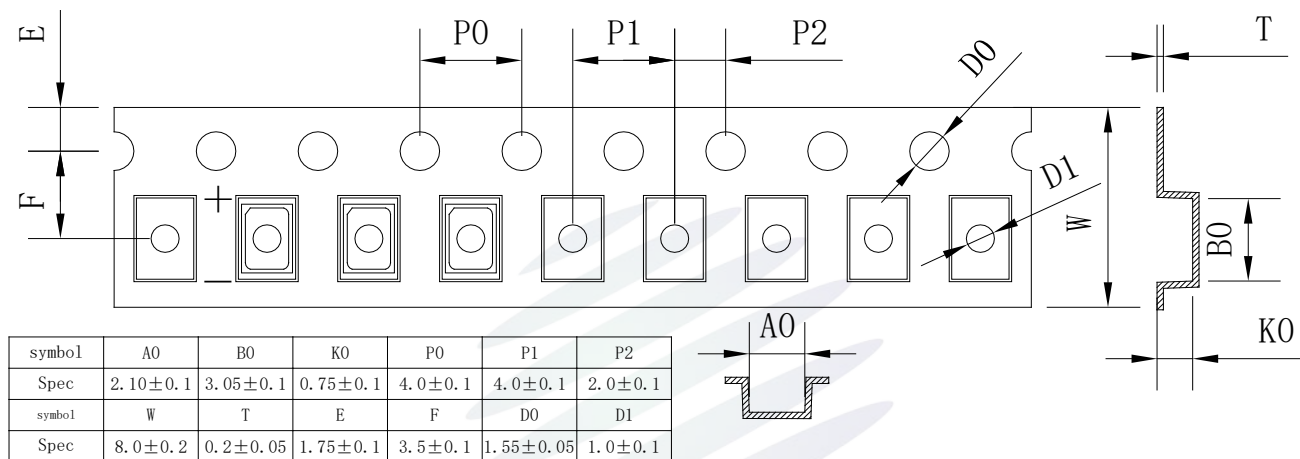 E
P0 P1 P2
D0
T
F
+
−
D1
W
B0
K0
A0
symbol A0 B0 K0 P0 P1 P2
Spec 2.10±0.1 3.05±0.1 0.75±0.1 4.0±0.1 4.0±0.1 2.0±0.1
symbol W T E F D0 D1
Spec 8.0±0.2 0.2±0.05 1.75±0.1 3.5±0.1 1.55±0.05 1.0±0.1